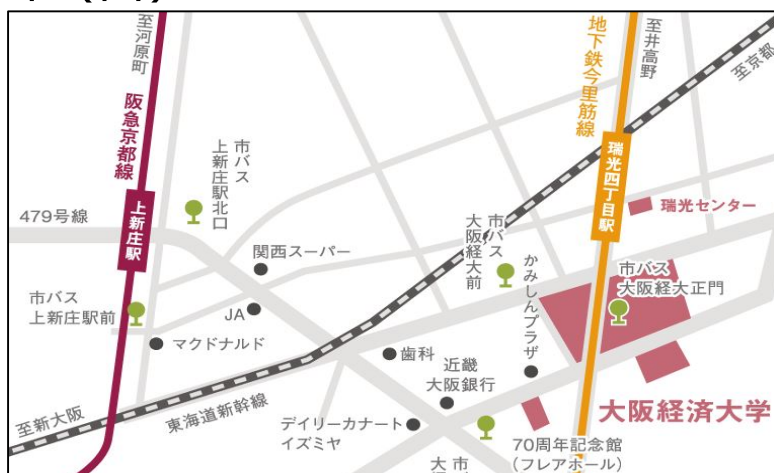 至河原町
阪急京都線
上新庄駅
市バス
上新庄駅北口
479号線
関西スーパー
市バス
上新庄駅前
JA
マクドナルド
至新大阪
東海道新幹線
歯科
近畿
大阪銀行
デイリーカナート
イズミヤ
市バス
大阪経大前
かみしんプラザ
地下鉄今里筋線
至井高野
至京都
瑞光四丁目駅
瑞光センター
市バス
大阪経大正門
大阪経済大学
70周年記念館
(フレアホール)